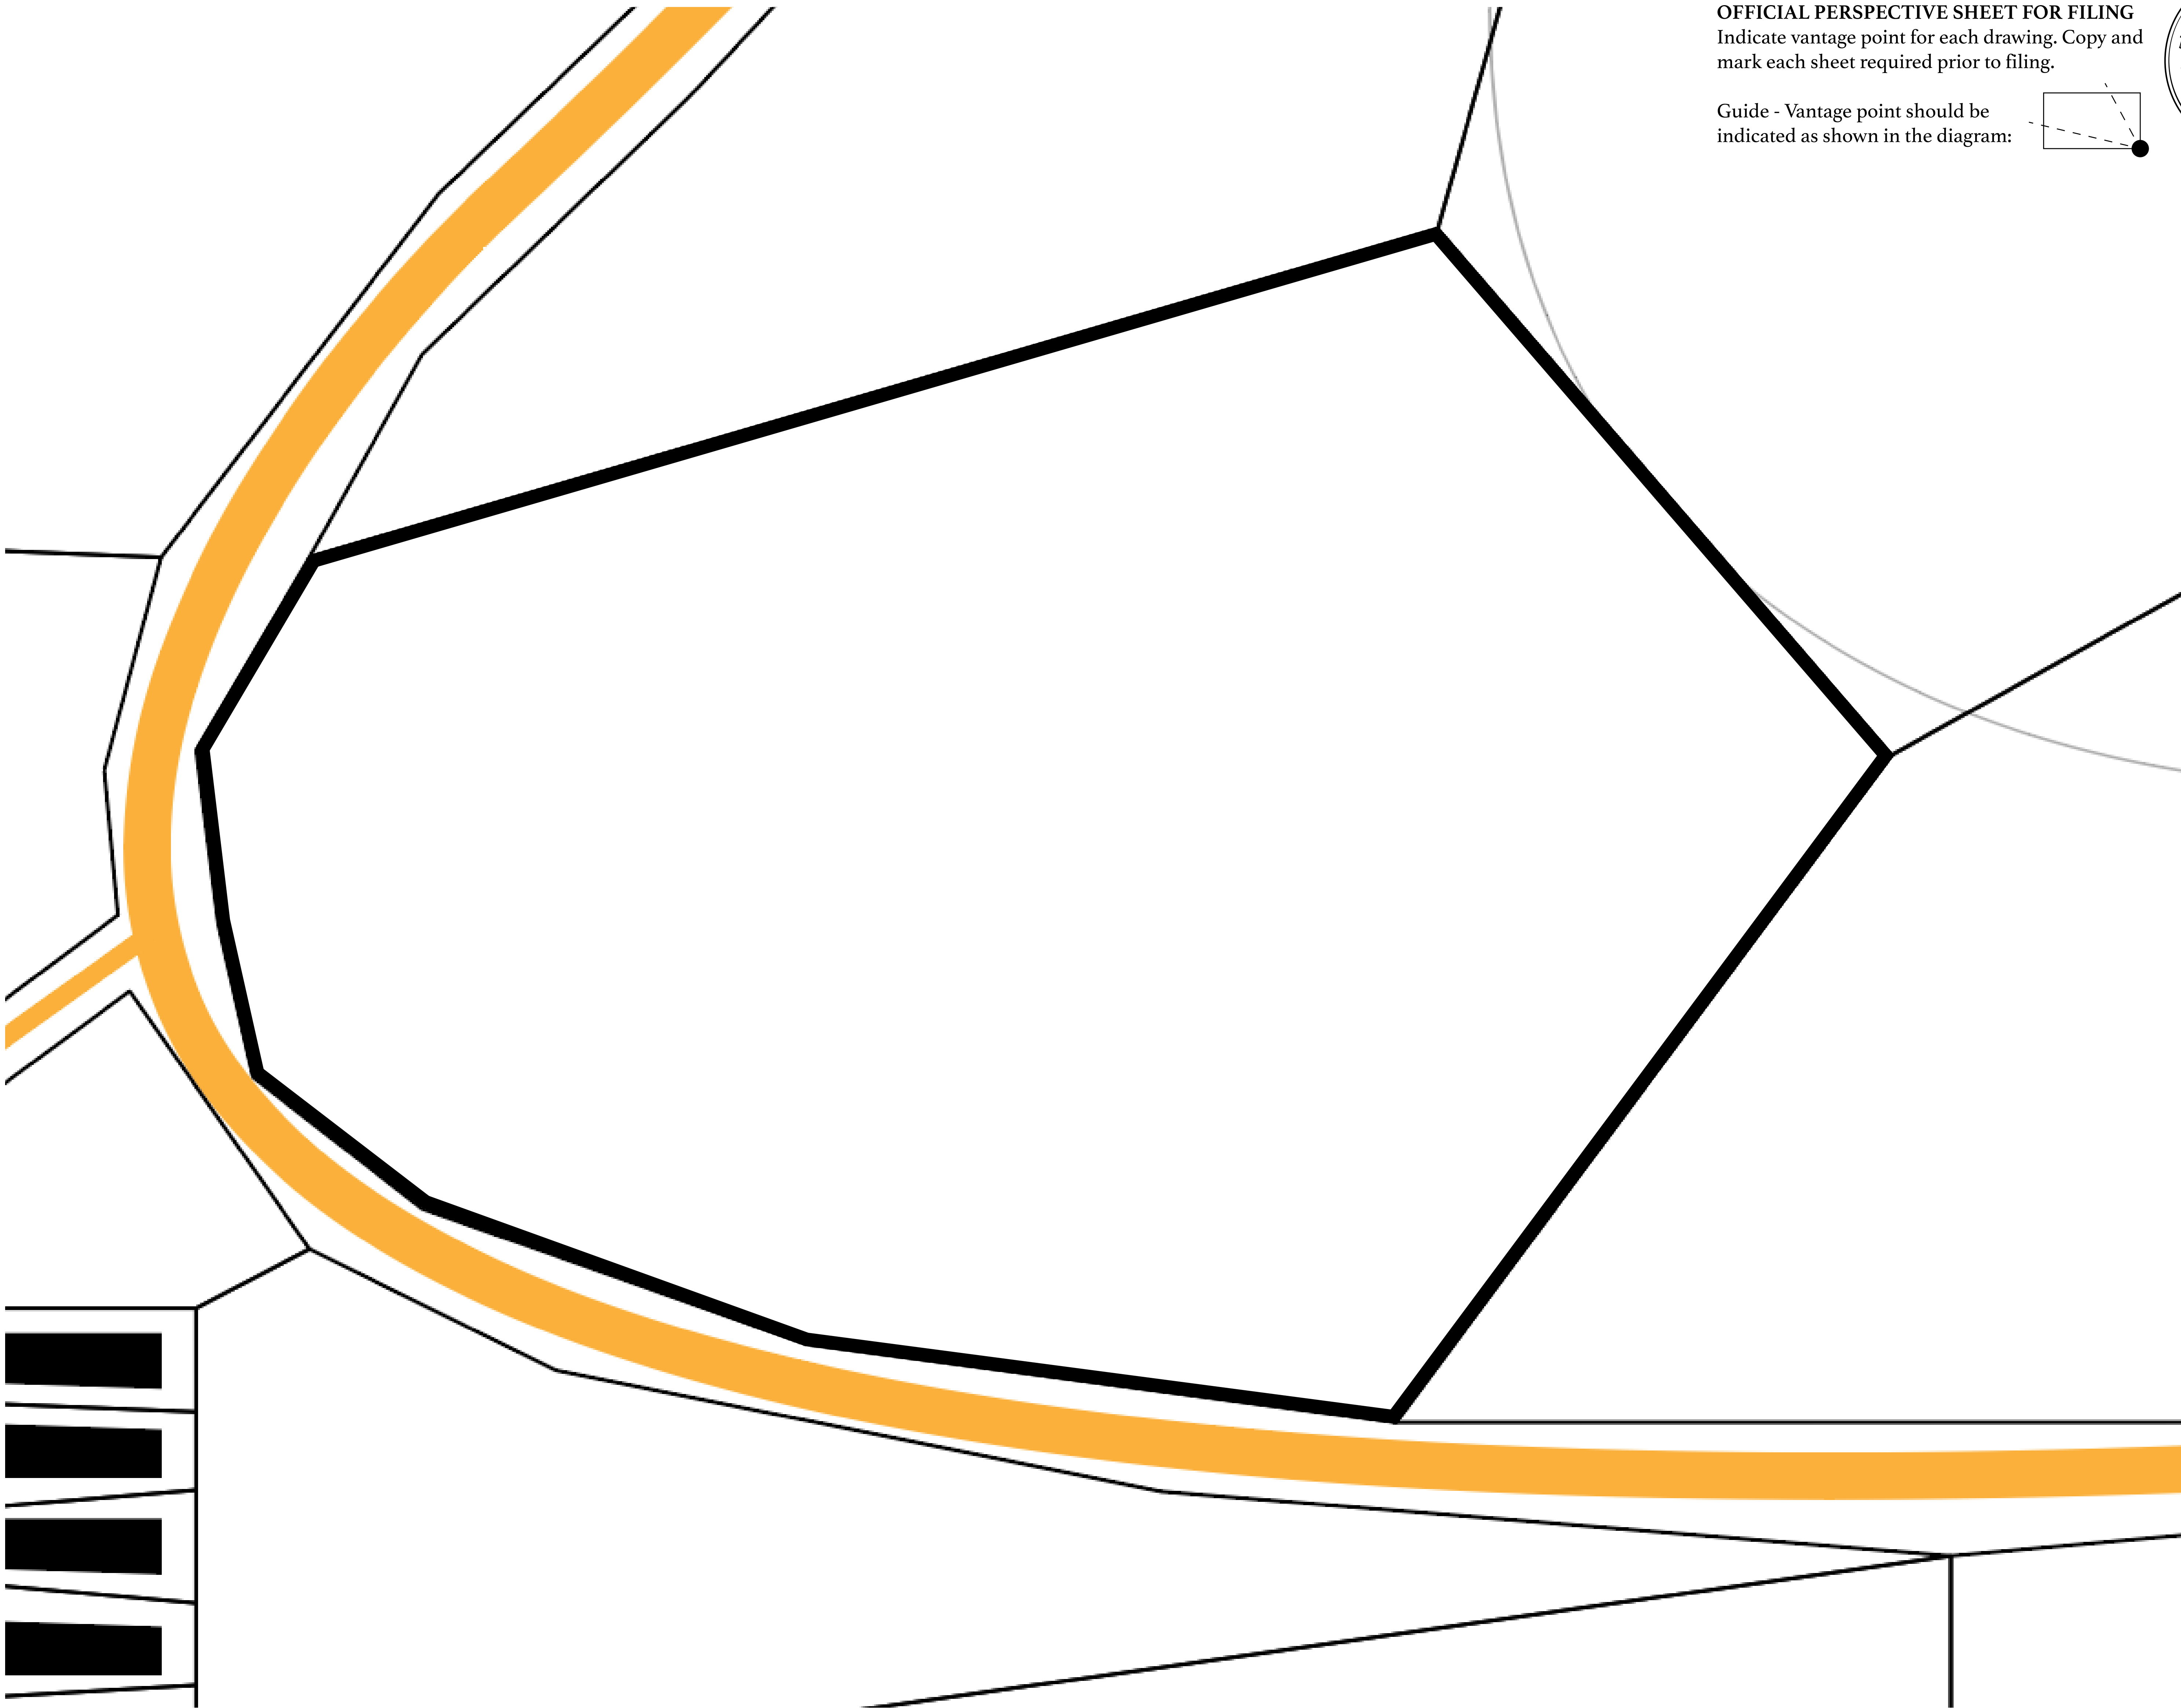 OFFICIAL PERSPECTIVE SHEET FOR FILING
Indicate vantage point for each drawing. Copy and
mark each sheet required prior to filing.
Guide - Vantage point should be
indicated as shown in the diagram: